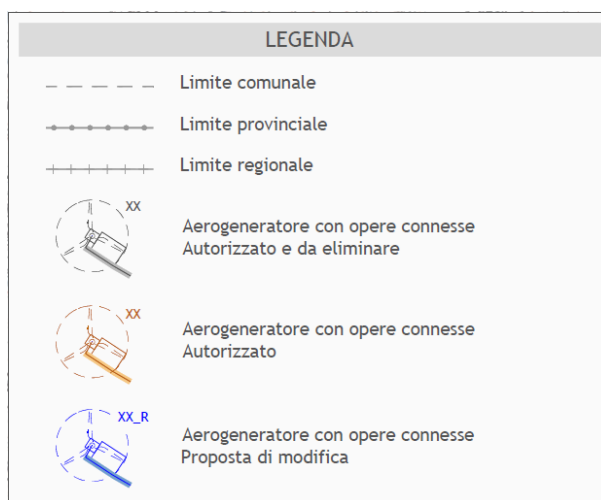 LEGENDA
Limite comunale
Limite provinciale
Limite regionale
XX
Aerogeneratore con opere connesse
Autorizzato e da eliminare
XX
Aerogeneratore con opere connesse
Autorizzato
XX_R
Aerogeneratore con opere connesse
Proposta di modifica